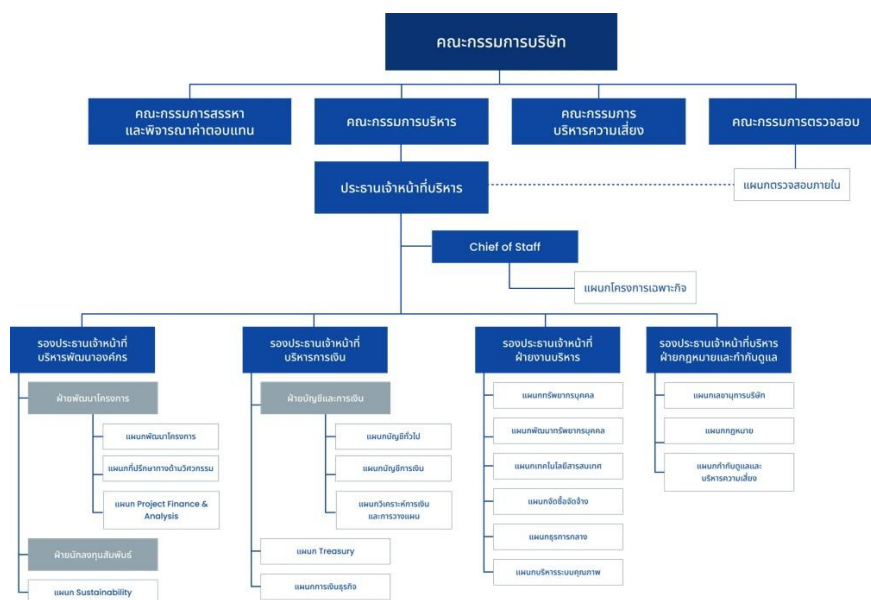 คณะกรรมการบริษัท
คณะกรรมการสรรหา
และพิจารณาค่าตอบแทน
คณะกรรมการบริหาร
คณะกรรมการ
บริหารความเสี่ยง
คณะกรรมการตรวจสอบ
ประธานเจ้าหน้าที่บริหาร
แผนกตรวจสอบภายใน
Chief of Staff
แผนกโครงการเฉพาะกิจ
รองประธานเจ้าหน้าที่
บริหารพัฒนาองค์กร
ฝ่ายพัฒนาโครงการ
แผนกพัฒนาโครงการ
แผนกที่ปรึกษาทางด้านวิศวกรรม
แผนก Project Finance &
Analysis
ฝ่ายนักลงทุนสัมพันธ์
แผนก Sustainability
รองประธานเจ้าหน้าที่
บริหารการเงิน
ฝ่ายบัญชีและการเงิน
แผนกบัญชีทั่วไป
แผนกบัญชีการเงิน
แผนกวิเคราะห์การเงิน
และการวางแผน
แผนก Treasury
แผนกการเงินธุรกิจ
รองประธานเจ้าหน้าที่
ฝ่ายงานบริหาร
แผนกทรัพยากรบุคคล
แผนกพัฒนาทรัพยากรบุคคล
แผนกเทคโนโลยีสารสนเทศ
แผนกจัดซื้อจัดจ้าง
แผนกธุรการกลาง
แผนกบริหารระบบคุณภาพ
รองประธานเจ้าหน้าที่บริหาร
ฝ่ายกฎหมายและกำกับดูแล
แผนกเลขานุการบริษัท
แผนกกฎหมาย
แผนกกำกับดูแลและ
บริหารความเสี่ยง